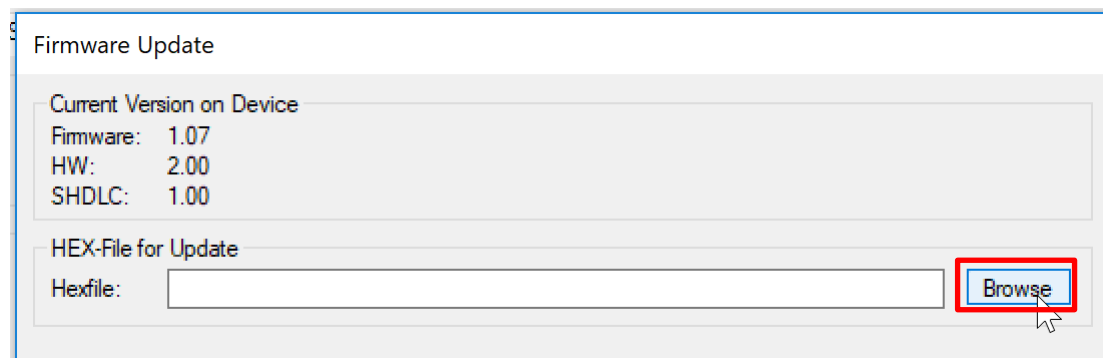 Firmware Update
Current Version on Device
Firmware: 1.07
HW: 2.00
SHDLC: 1.00
HEX-File for Update
Hexfile:
Browse